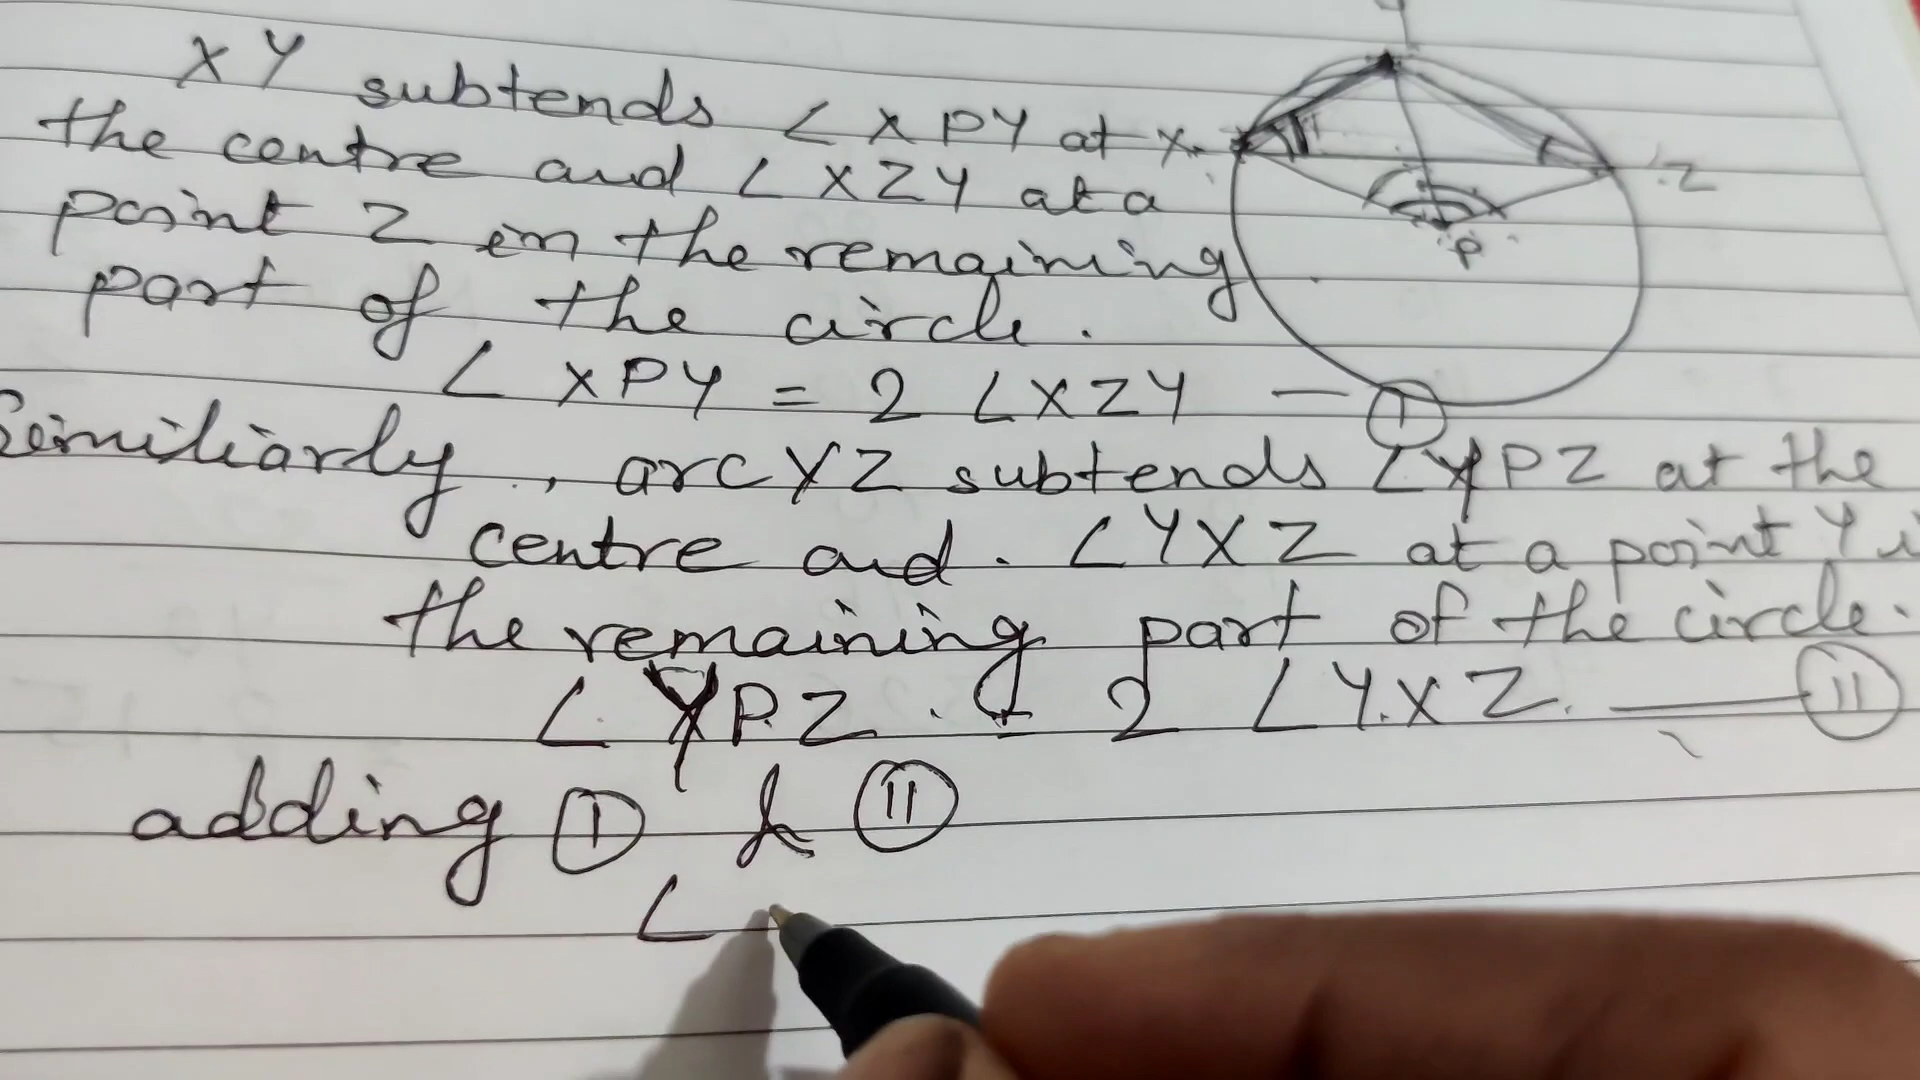 XY subtends ∠XPY at
the centre and ∠XZY at a
point Z in the remaining
part of the circle.
∠XPY = 2 ∠XZY — I
Similiarly, arc YZ subtends ∠YPZ at the
centre and. ∠YXZ at a point Y i
the remaining part of the circle.
∠YPZ = 2 ∠YXZ. — II
adding I & II
∠
X
Z
P